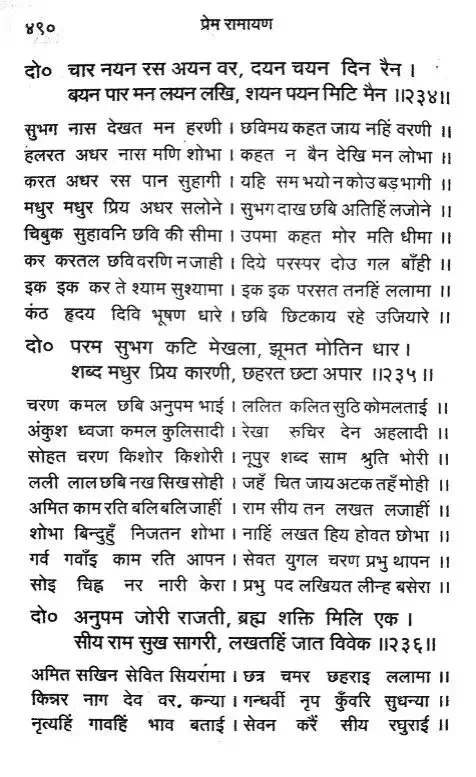 ४९०
प्रेम रामायण
दो० चार नयन रस अयन वर, दयन चयन दिन रैन ।
बयन पार मन लयन लखि, शयन पयन मिटि मैन ।।२३४।।
सुभग नास देखत मन हरणी । छविमय कहत जाय नहिं वरणी ।।
हलरत अधर नास मणि शोभा । कहत न बैन देखि मन लोभा ।।
करत अधर रस पान सुहागी । यहि सम भयो न कोउ बड़भागी ।।
मधुर मधुर प्रिय अधर सलोने । सुभग दाख छबि अतिहिं लजोने ।।
चिबुक सुहावनि छवि की सीमा । उपमा कहत मोर मति धीमा ।।
कर करतल छवि वरणि न जाही । दिये परस्पर दोउ गल बाँही ।।
इक इक कर ते श्याम सुश्यामा । इक इक परसत तनहिं ललामा ।।
कंठ हृदय दिवि भूषण धारे । छबि छिटकाय रहे उजियारे ।।
दो० परम सुभग कटि मेखला, झूमत मोतिन धार ।
शब्द मधुर प्रिय कारणी, छहरत छटा अपार ।।२३५।।
चरण कमल छबि अनुपम भाई । ललित कलित सुठि कोमलताई ।।
अंकुश ध्वजा कमल कुलिसादी । रेखा रुचिर देन अहलादी ।।
सोहत चरण किशोर किशोरी । नूपुर शब्द साम श्रुति भोरी ।।
लली लाल छबि नख सिख सोही । जहँ चित जाय अटक तहँ मोही ।।
अमित काम रति बलि बलि जाहीं । राम सीय तन लखत लजाहीं ।।
शोभा बिन्दुहुँ निजतन शोभा । नाहिं लखत हिय होवत छोभा ।।
गर्व गवाँइ काम रति आपन । सेवत युगल चरण प्रभु थापन ।।
सोइ चिह्न नर नारी केरा । प्रभु पद लखियत लीन्ह बसेरा ।।
दो० अनुपम जोरी राजती, ब्रह्म शक्ति मिलि एक ।
सीय राम सुख सागरी, लखतहिं जात विवेक ।।२३६।।
अमित सखिन सेवित सियरामा । छत्र चमर छहराइ ललामा ।।
किन्नर नाग देव वर. कन्या । गन्धर्वी नृप कुँवरि सुधन्या ।।
नृत्यहिं गावहिं भाव बताई । सेवन करैं सीय रघुराई ।।